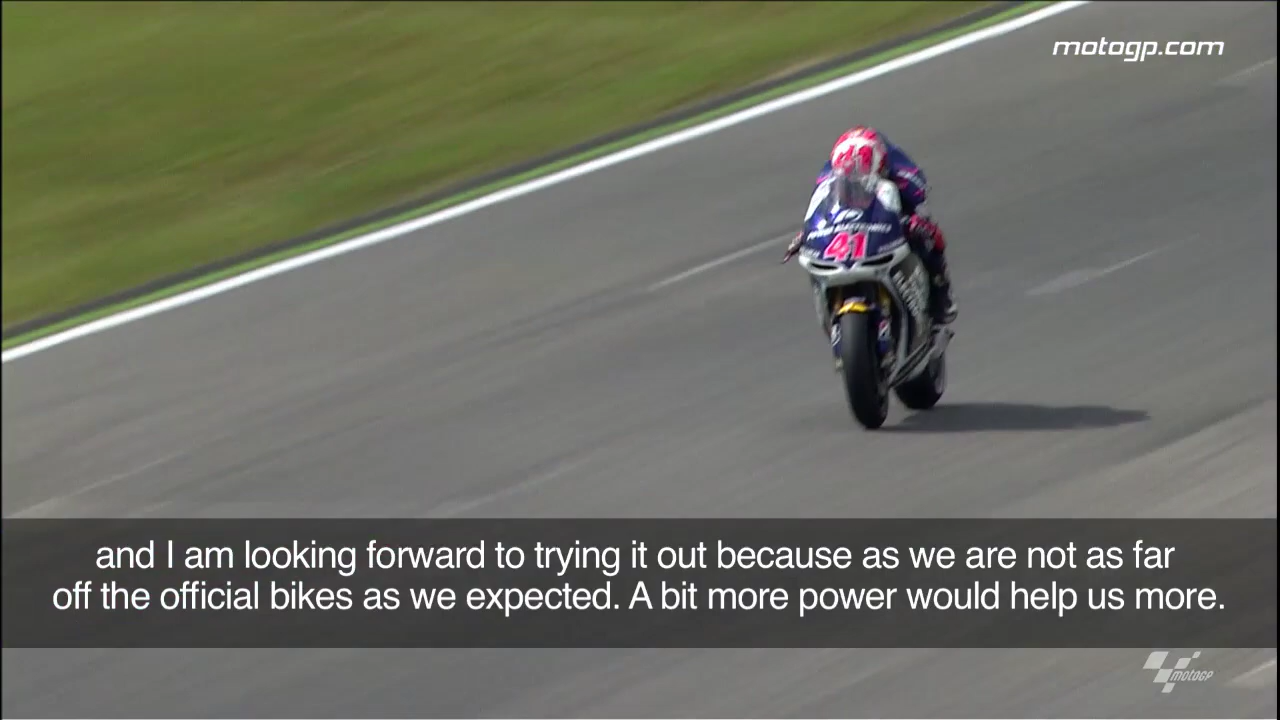 motogp.com
41
and I am looking forward to trying it out because as we are not as far
off the official bikes as we expected. A bit more power would help us more.
motoGP